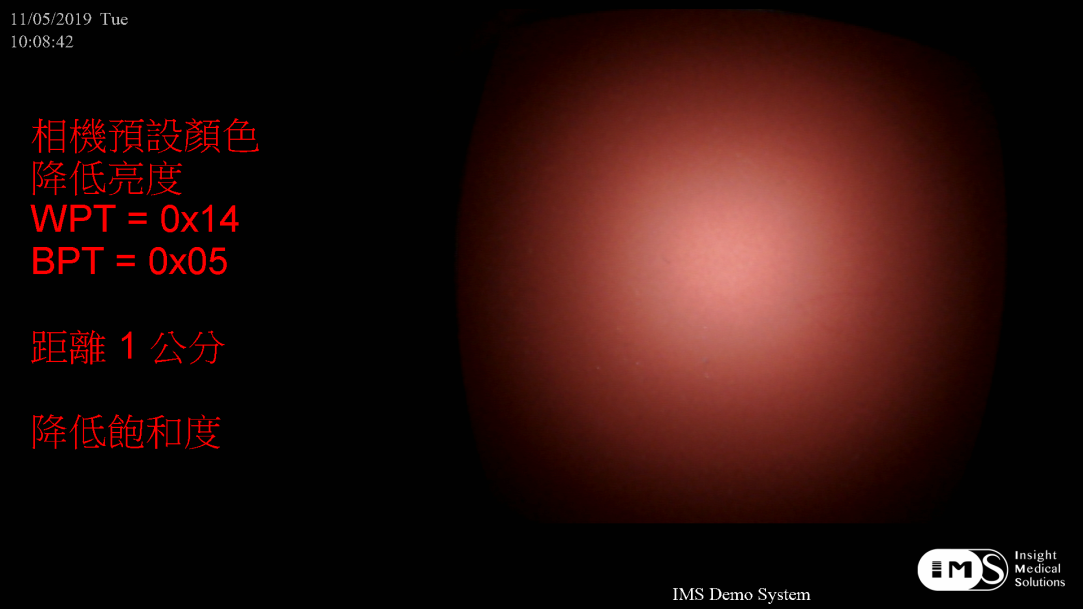 11/05/2019 Tue
10:08:42
相機預設顏色
降低亮度
WPT = 0x14
BPT = 0x05
距離 1 公分
降低飽和度
IMS
Insight
Medical
Solutions
IMS Demo System